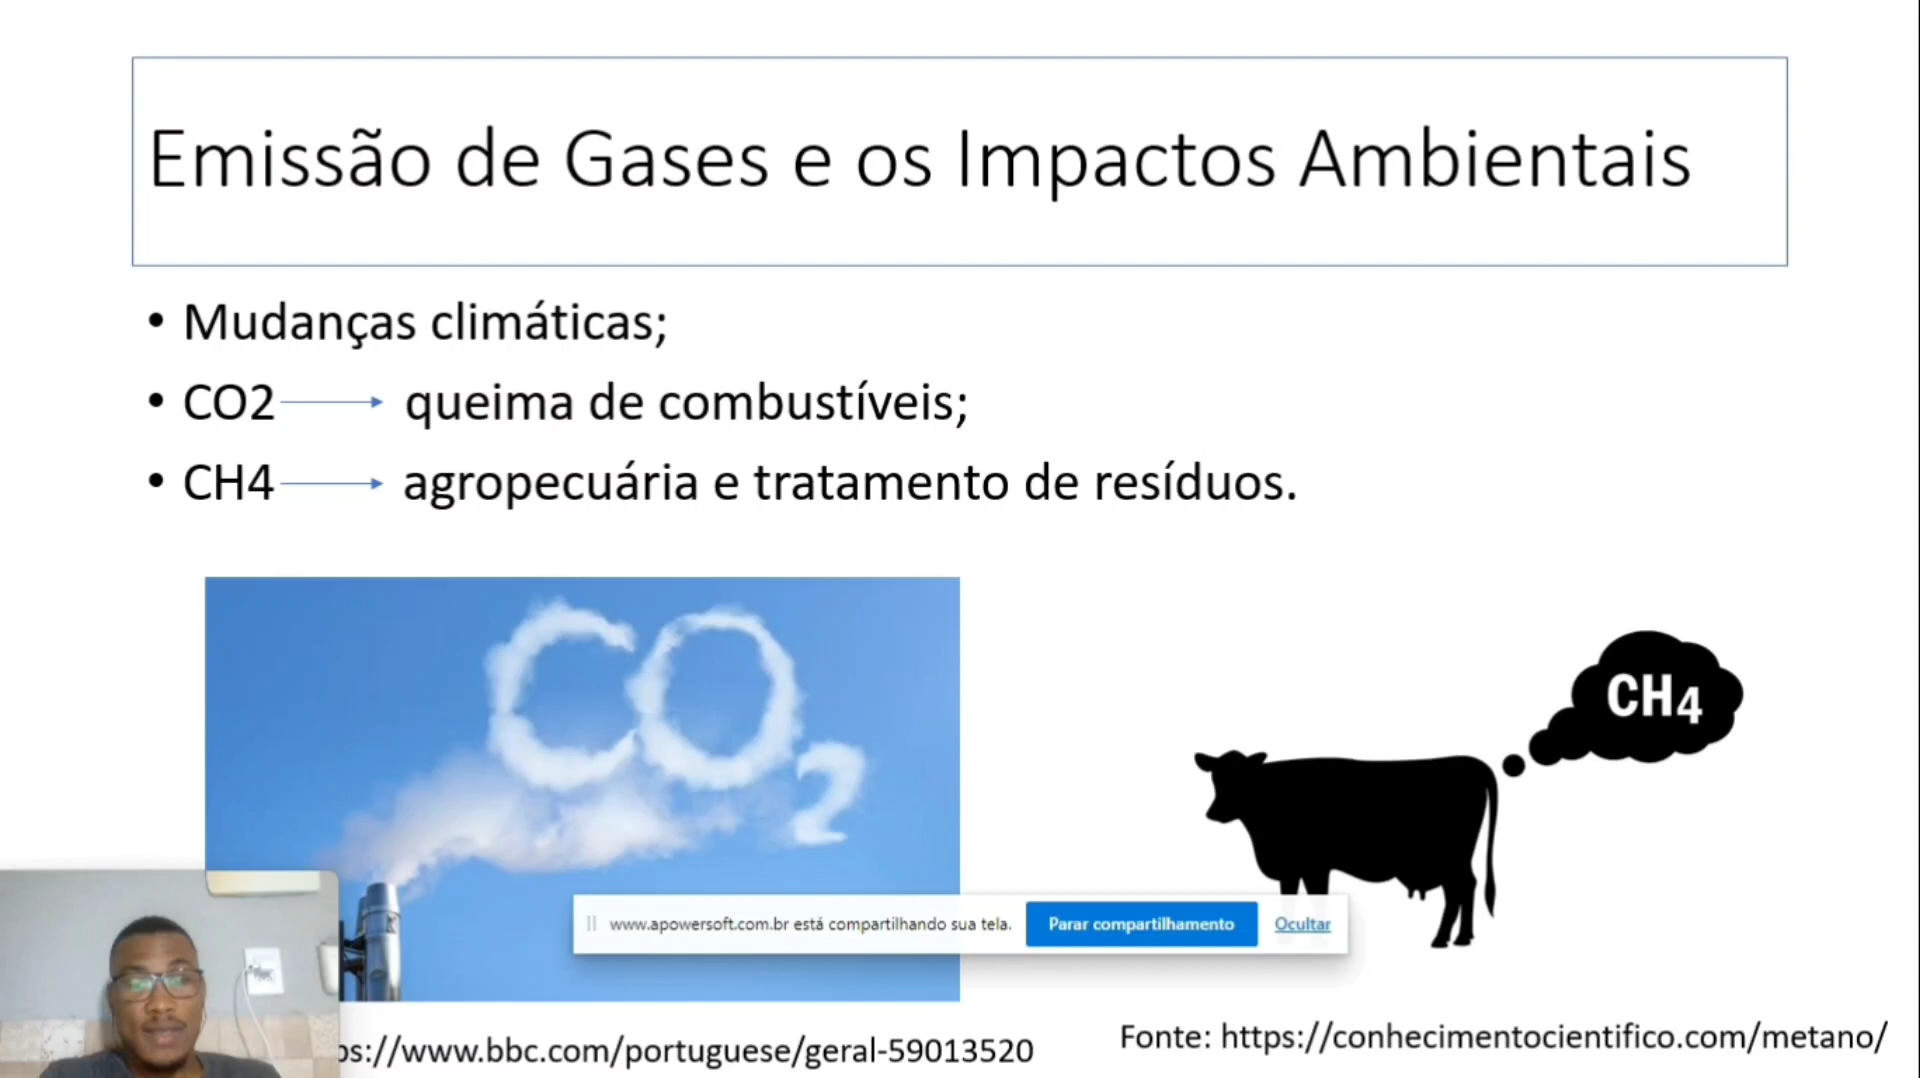 Emissão de Gases e os Impactos Ambientais
• Mudanças climáticas;
• CO2 → queima de combustíveis;
• CH4 → agropecuária e tratamento de resíduos.
CO2
CH4
www.apowersoft.com.br está compartilhando sua tela. Parar compartilhamento Ocultar
ps://www.bbc.com/portuguese/geral-59013520
Fonte: https://conhecimentocientifico.com/metano/